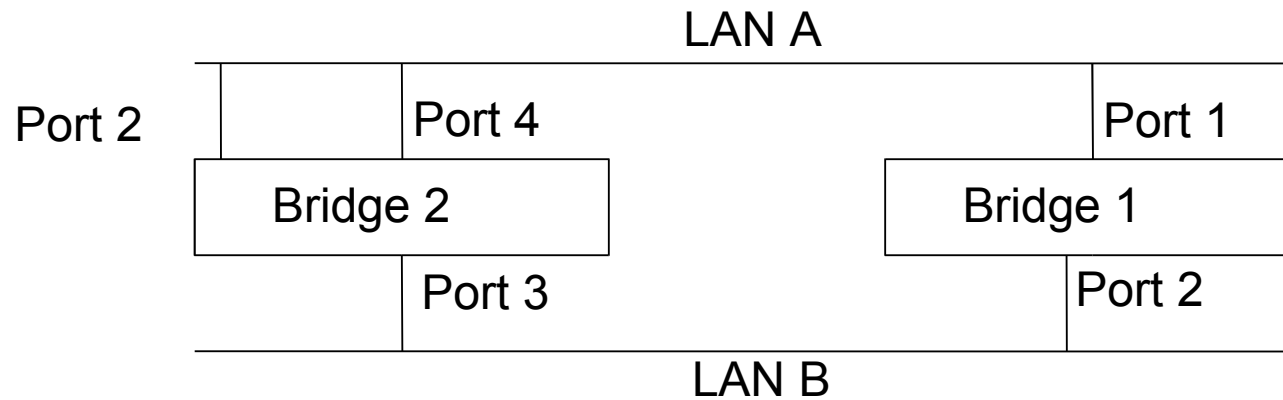 LAN A
Port 2
Port 4
Port 1
Bridge 2
Bridge 1
Port 3
Port 2
LAN B